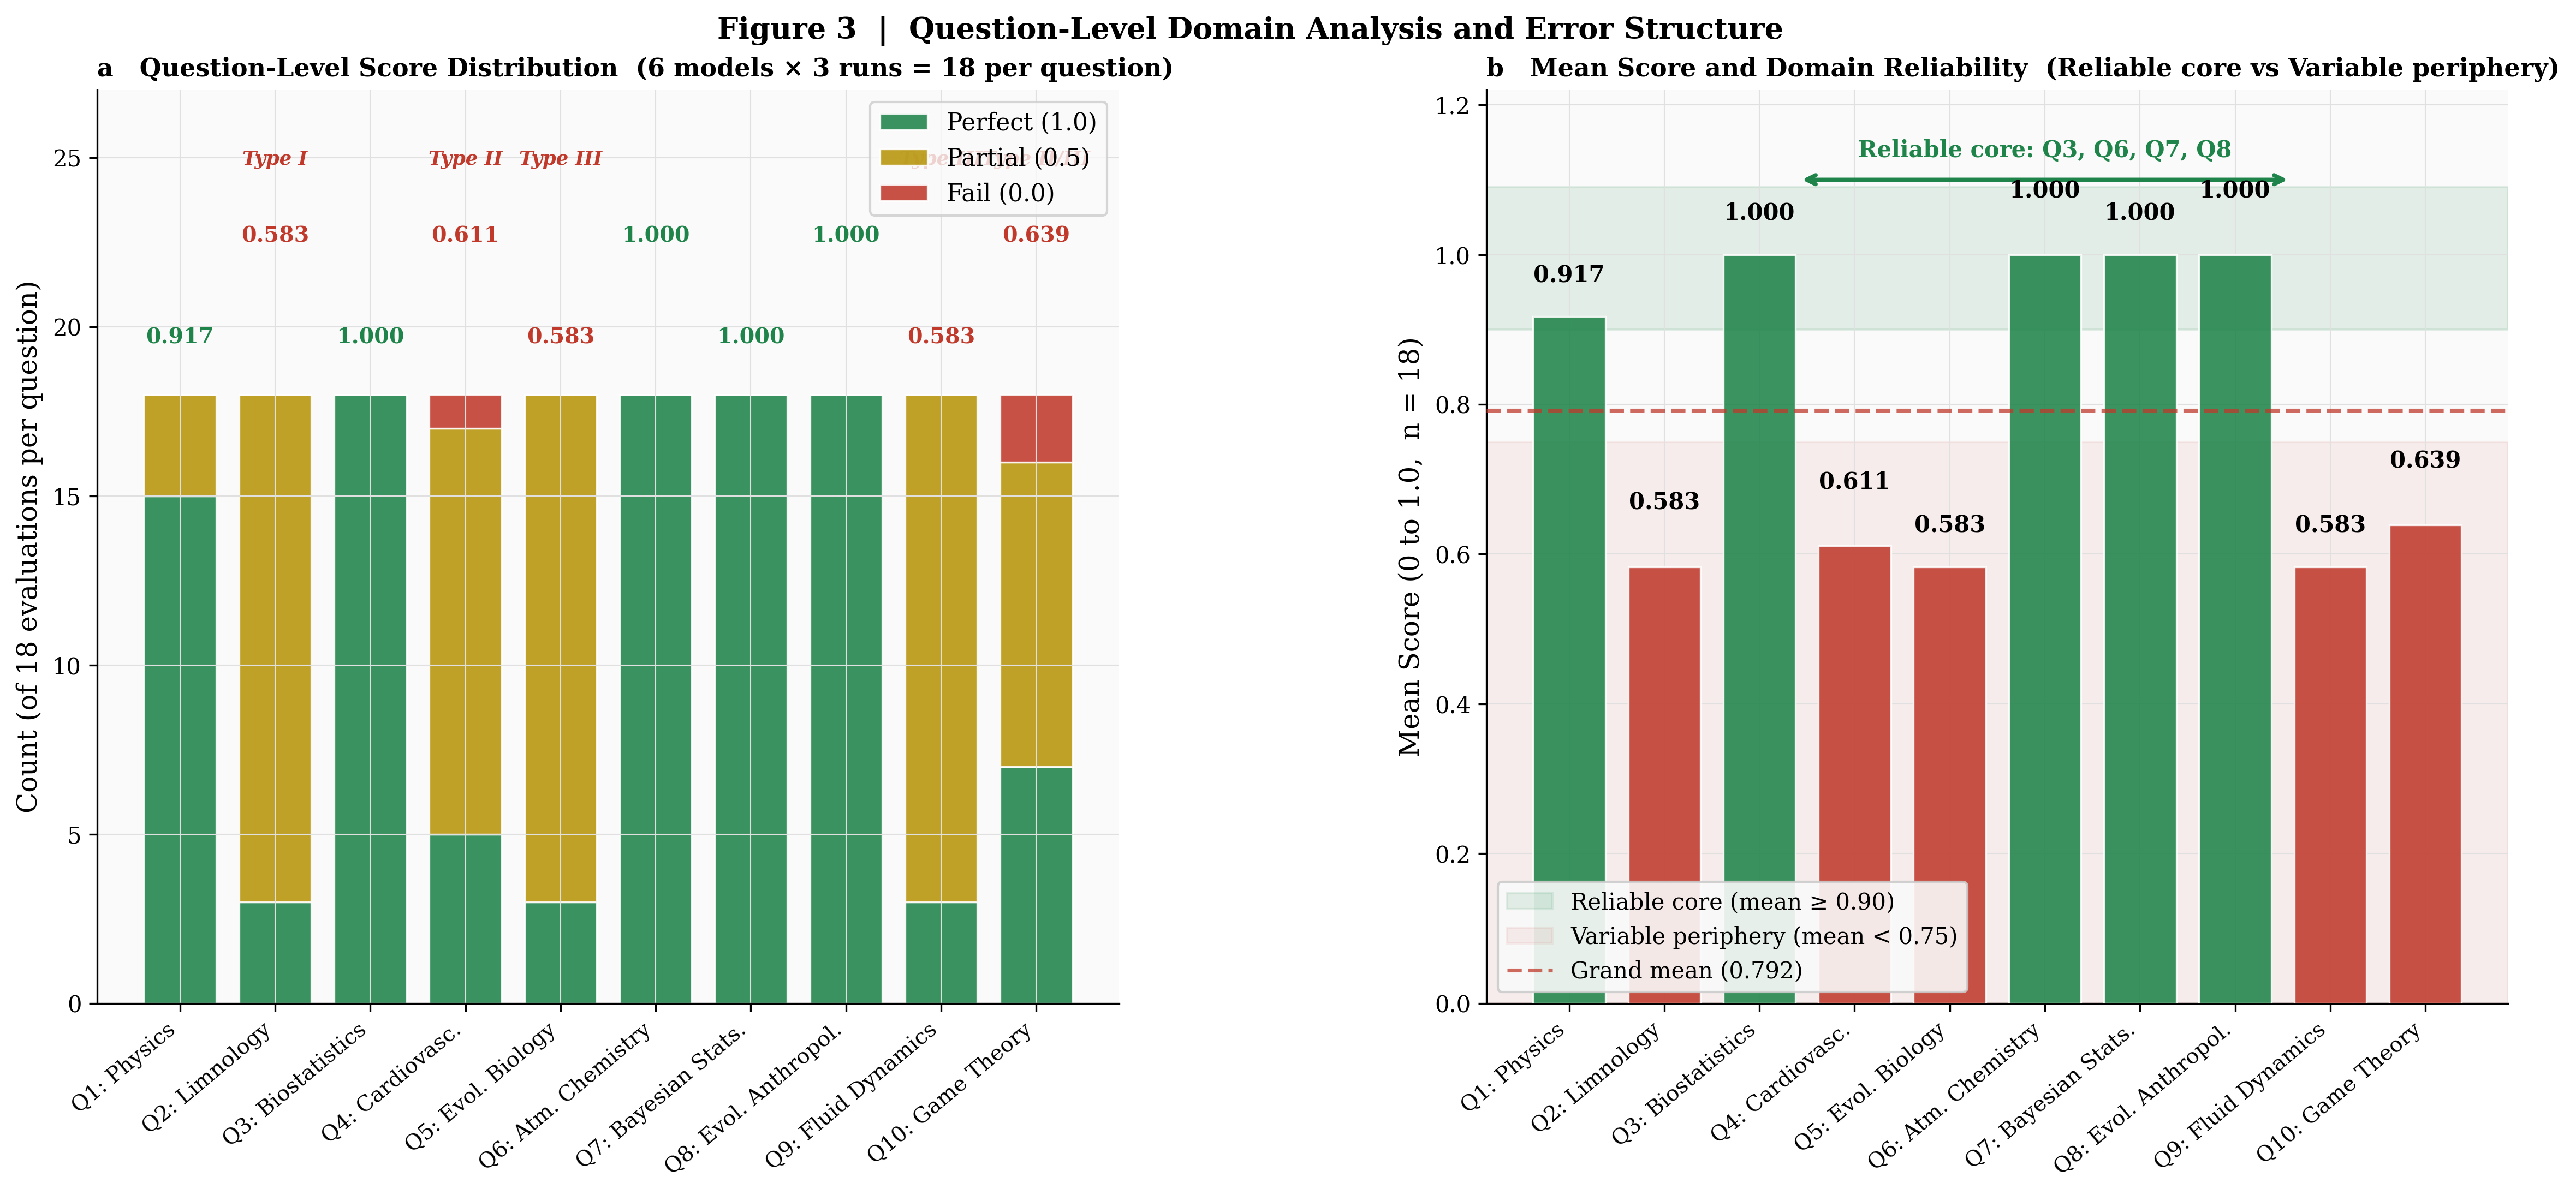 Figure 3 | Question-Level Domain Analysis and Error Structure
a Question-Level Score Distribution (6 models × 3 runs = 18 per question)
Count (of 18 evaluations per question)
25
20
15
10
5
0
Type I
Type II
Type III
Perfect (1.0)
Partial (0.5)
Fail (0.0)
0.583
0.611
1.000
1.000
0.639
0.917
1.000
0.583
1.000
0.583
Q1: Physics
Q2: Limnology
Q3: Biostatistics
Q4: Cardiovasc.
Q5: Evol. Biology
Q6: Atm. Chemistry
Q7: Bayesian Stats.
Q8: Evol. Anthropol.
Q9: Fluid Dynamics
Q10: Game Theory
b Mean Score and Domain Reliability (Reliable core vs Variable periphery)
Mean Score (0 to 1.0, n = 18)
1.2
1.0
0.8
0.6
0.4
0.2
0.0
Reliable core: Q3, Q6, Q7, Q8
0.917
0.583
1.000
0.611
0.583
1.000
1.000
1.000
0.583
0.639
Reliable core (mean ≥ 0.90)
Variable periphery (mean < 0.75)
Grand mean (0.792)
Q1: Physics
Q2: Limnology
Q3: Biostatistics
Q4: Cardiovasc.
Q5: Evol. Biology
Q6: Atm. Chemistry
Q7: Bayesian Stats.
Q8: Evol. Anthropol.
Q9: Fluid Dynamics
Q10: Game Theory